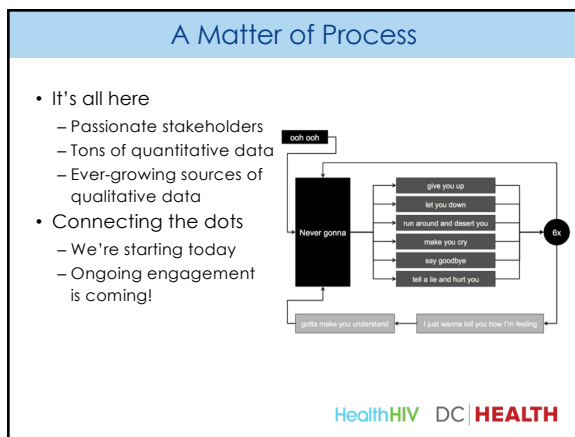 A Matter of Process
• It's all here
– Passionate stakeholders
– Tons of quantitative data
– Ever-growing sources of
qualitative data
• Connecting the dots
– We're starting today
– Ongoing engagement
is coming!
ooh ooh
Never gonna
give you up
let you down
run around and desert you
make you cry
say goodbye
tell a lie and hurt you
6x
gotta make you understand
I just wanna tell you how I'm feeling
HealthHIV
DC|HEALTH